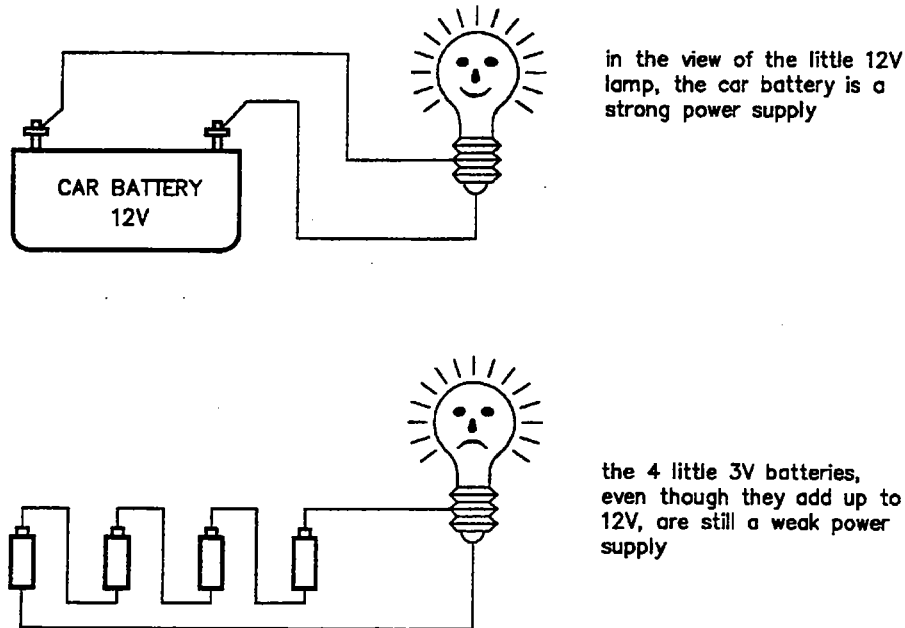 in the view of the little 12V
lamp, the car battery is a
strong power supply
CAR BATTERY
12V
the 4 little 3V batteries,
even though they add up to
12V, are still a weak power
supply